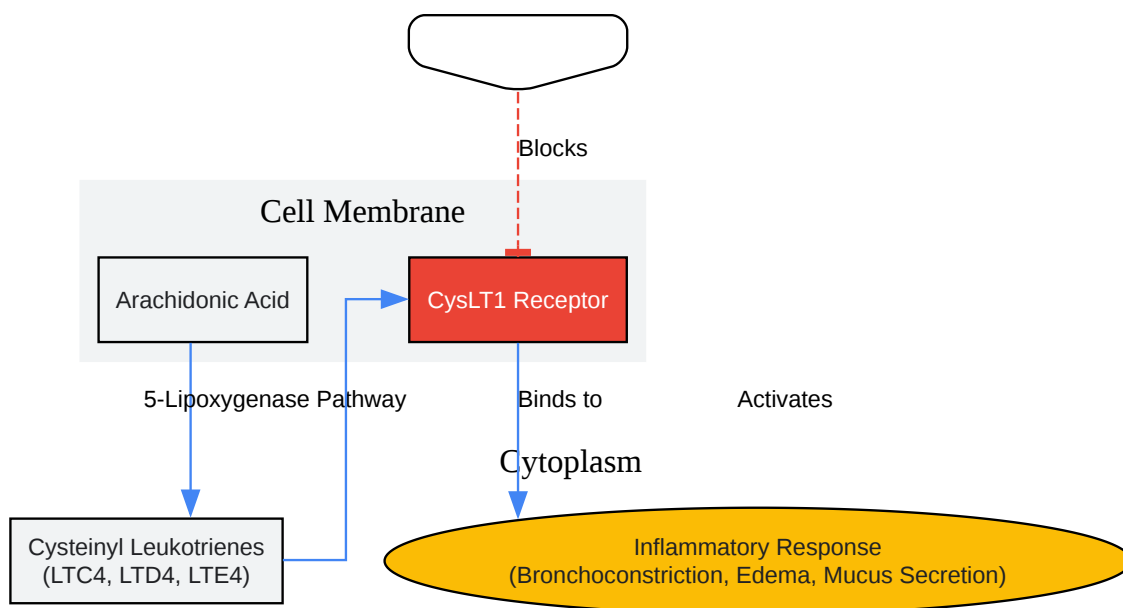 Blocks
Cell Membrane
Arachidonic Acid
CysLT1 Receptor
5-Lipoxygenase Pathway
Binds to
Activates
Cytoplasm
Cysteinyl Leukotrienes
(LTC4, LTD4, LTE4)
Inflammatory Response
(Bronchoconstriction, Edema, Mucus Secretion)